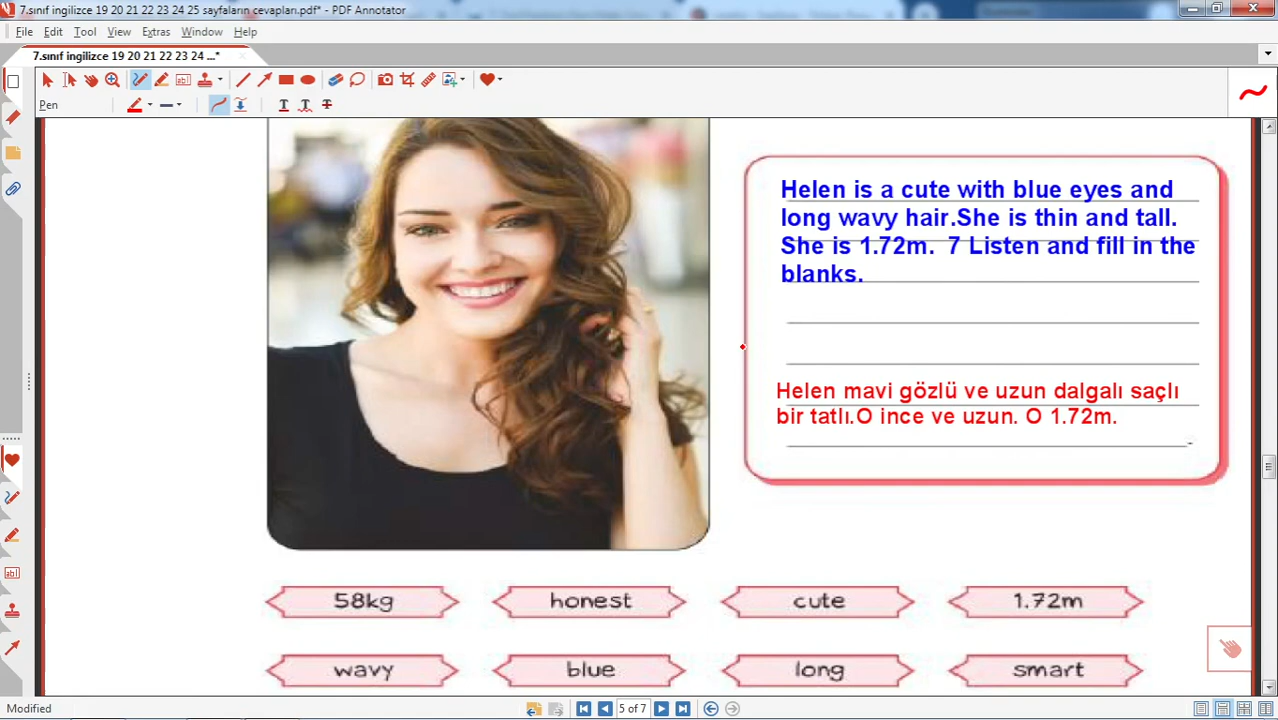 7.sınıf ingilizce 19 20 21 22 23 24 25 sayfaların cevapları.pdf* - PDF Annotator
File Edit Tool View Extras Window Help
7.sınıf ingilizce 19 20 21 22 23 24 ...*
Pen
Helen is a cute with blue eyes and
long wavy hair.She is thin and tall.
She is 1.72m. 7 Listen and fill in the
blanks.
Helen mavi gözlü ve uzun dalgalı saçlı
bir tatlı.O ince ve uzun. O 1.72m.
58kg honest cute 1.72m
wavy blue long smart
Modified 5 of 7